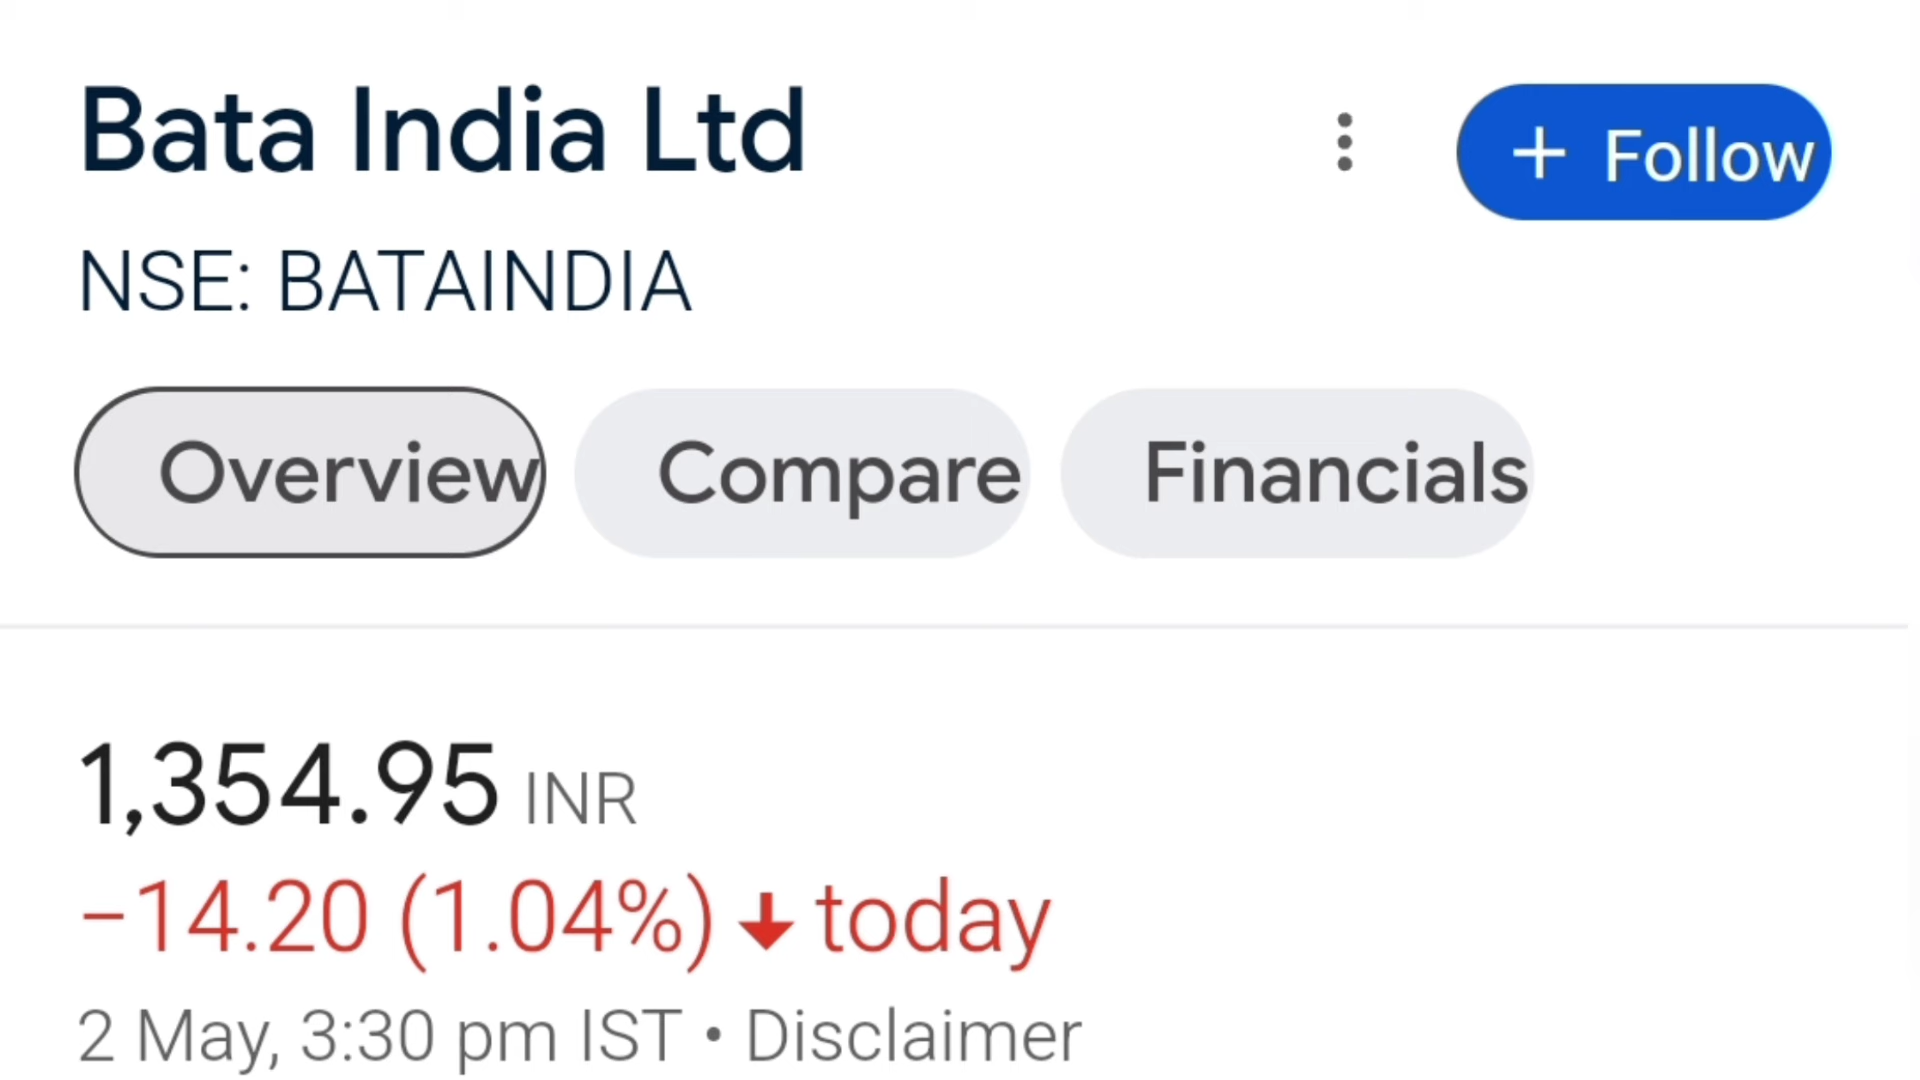 Bata India Ltd
+ Follow
NSE: BATAINDIA
Overview Compare Financials
1,354.95 INR
−14.20 (1.04%) ↓ today
2 May, 3:30 pm IST • Disclaimer